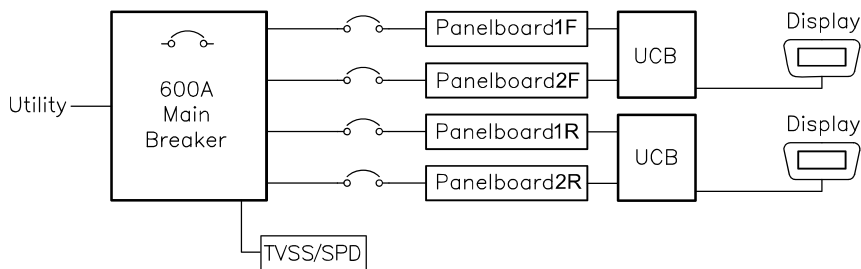 Utility
600A
Main
Breaker
TVSS/SPD
Panelboard1F
Panelboard2F
Panelboard1R
Panelboard2R
UCB
UCB
Display
Display